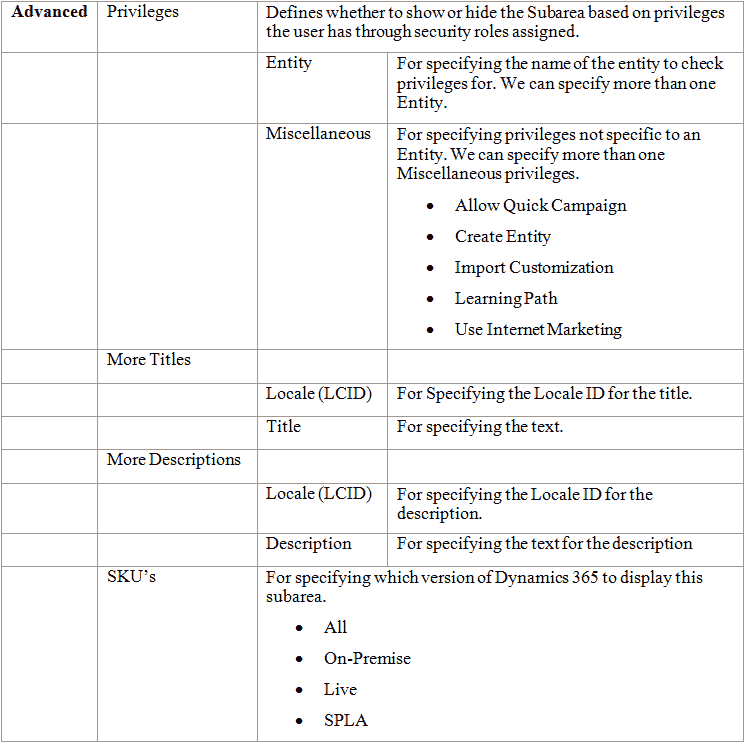 Advanced
Privileges
Defines whether to show or hide the Subarea based on privileges
the user has through security roles assigned.
Entity
For specifying the name of the entity to check
privileges for. We can specify more than one
Entity.
Miscellaneous
For specifying privileges not specific to an
Entity. We can specify more than one
Miscellaneous privileges.
• Allow Quick Campaign
• Create Entity
• Import Customization
• Learning Path
• Use Internet Marketing
More Titles
Locale (LCID)
For Specifying the Locale ID for the title.
Title
For specifying the text.
More Descriptions
Locale (LCID)
For specifying the Locale ID for the
description.
Description
For specifying the text for the description
SKU’s
For specifying which version of Dynamics 365 to display this
subarea.
• All
• On-Premise
• Live
• SPLA